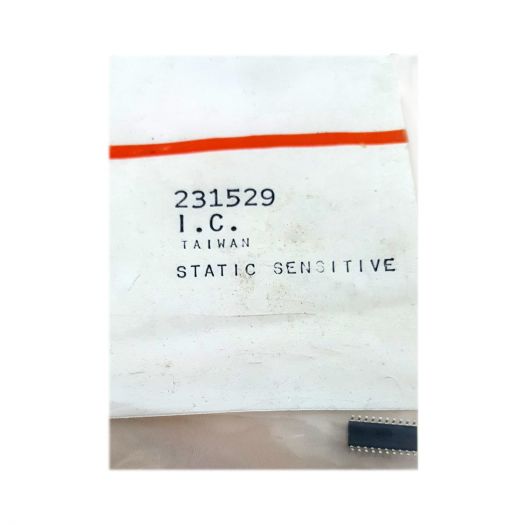 231529
I.C.
TAIWAN
STATIC SENSITIVE